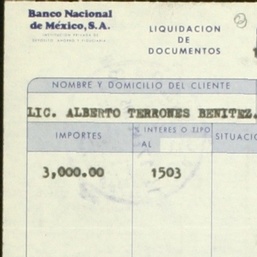 Banco Nacional
de México, S.A.
LIQUIDACION
DE
DOCUMENTOS
NOMBRE Y DOMICILIO DEL CLIENTE
LIC. ALBERTO TERRONES BENITEZ.
IMPORTES
% INTERES O TIPO
AL
SITUACIO
3,000.00
1503